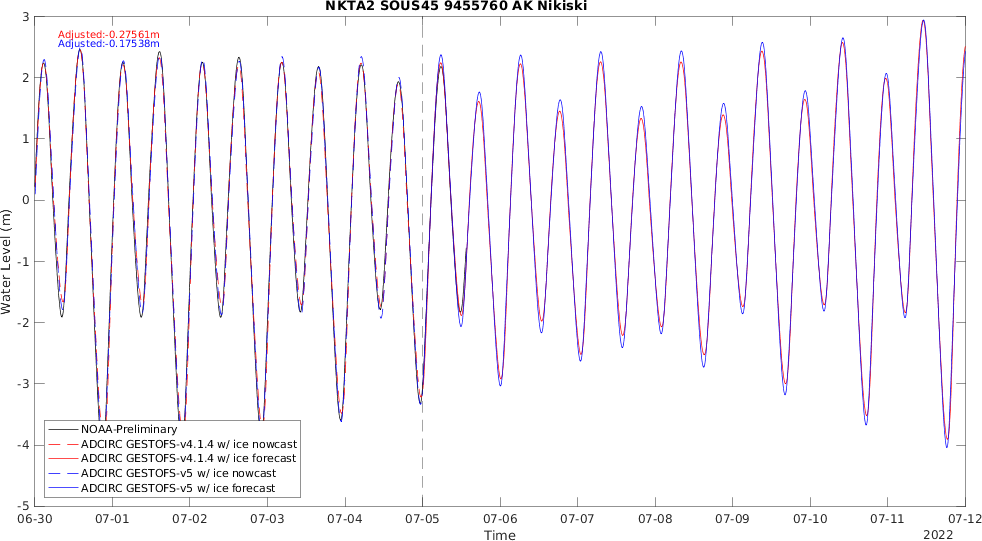 NKTA2 SOUS45 9455760 AK Nikiski
3
Adjusted:-0.27561m
Adjusted:-0.17538m
2
1
0
-1
-2
-3
-4
-5
Water Level (m)
NOAA-Preliminary
ADCIRC GESTOFS-v4.1.4 w/ ice nowcast
ADCIRC GESTOFS-v4.1.4 w/ ice forecast
ADCIRC GESTOFS-v5 w/ ice nowcast
ADCIRC GESTOFS-v5 w/ ice forecast
06-30 07-01 07-02 07-03 07-04 07-05 07-06 07-07 07-08 07-09 07-10 07-11 07-12
Time
2022